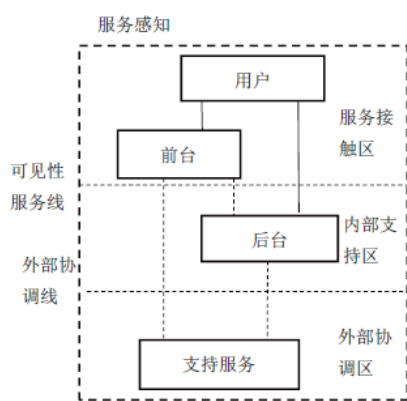 服务感知
用户
服务接
触区
前台
可见性
服务线
后台
内部支
持区
外部协
调线
支持服务
外部协
调区